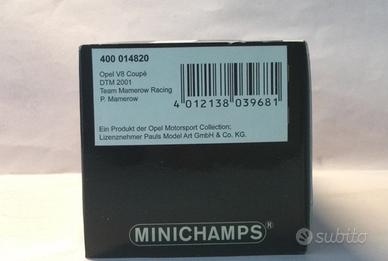 400 014820
Opel V8 Coupé
DTM 2001
Team Mamerow Racing
P. Mamerow
4 012138 039681
Ein Produkt der Opel Motorsport Collection;
Lizenznehmer Pauls Model Art GmbH & Co. KG.
MINICHAMPS®
subito